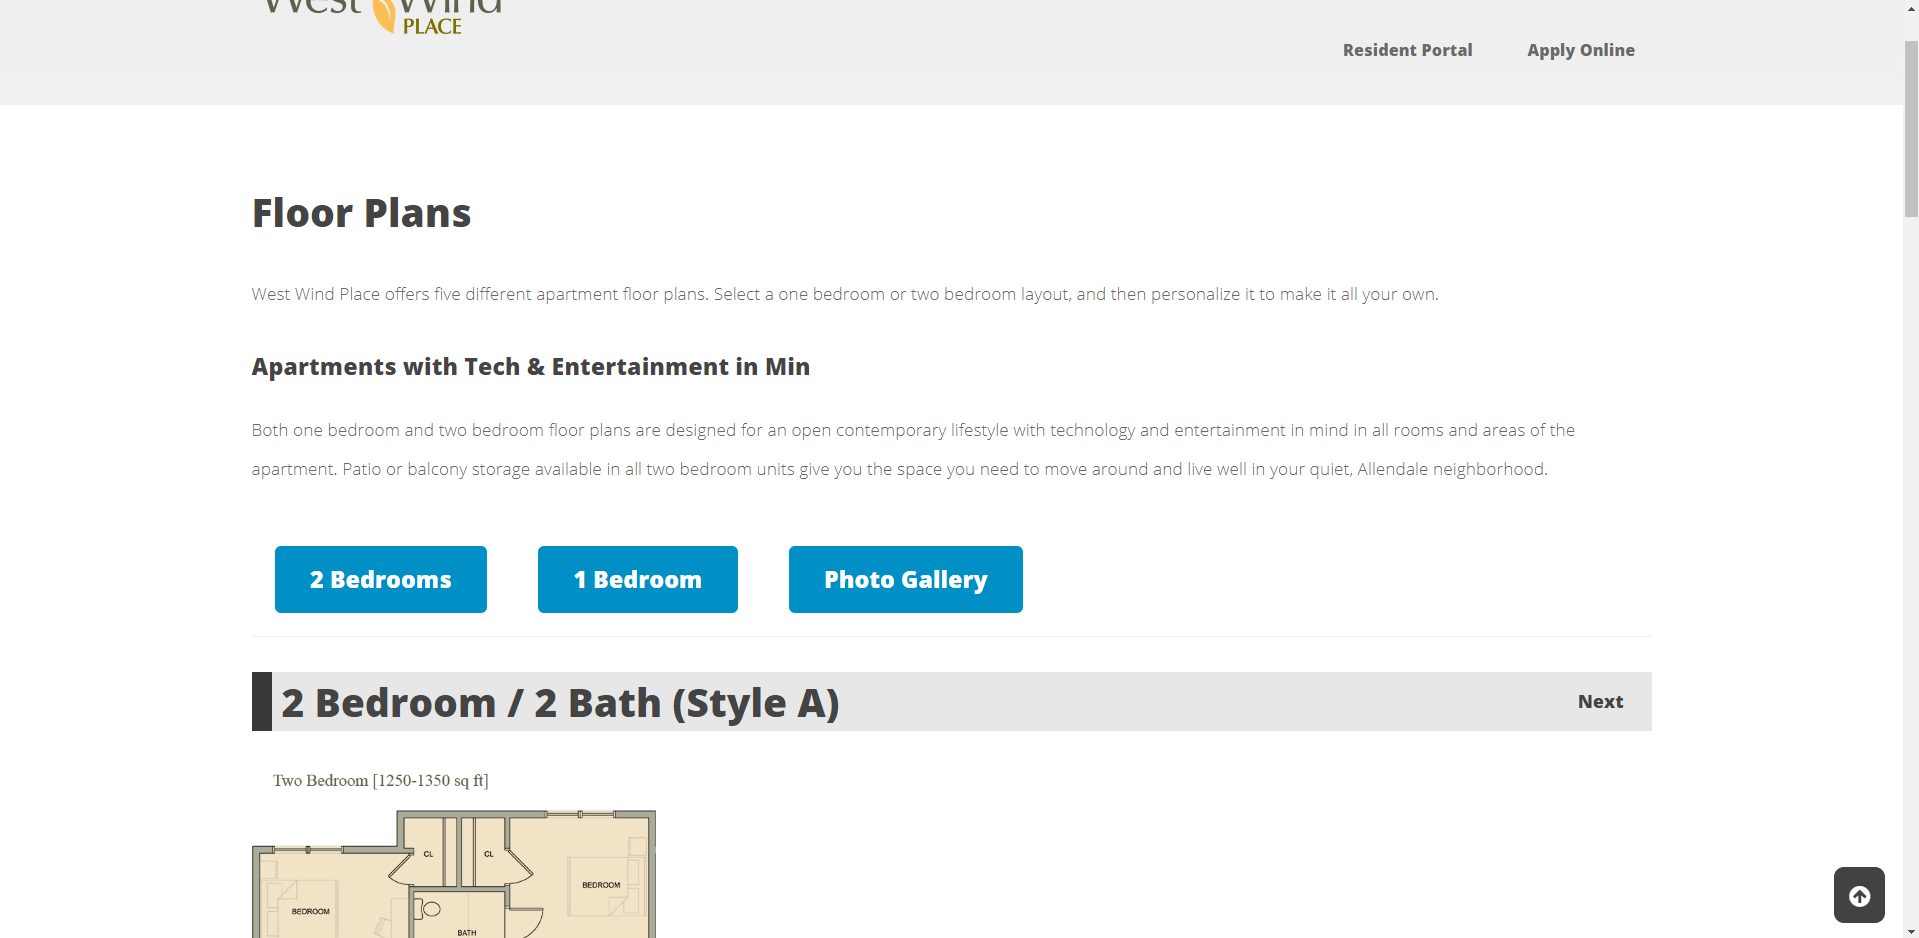 West Wind
PLACE
Resident Portal
Apply Online
Floor Plans
West Wind Place offers five different apartment floor plans. Select a one bedroom or two bedroom layout, and then personalize it to make it all your own.
Apartments with Tech & Entertainment in Min
Both one bedroom and two bedroom floor plans are designed for an open contemporary lifestyle with technology and entertainment in mind in all rooms and areas of the
apartment. Patio or balcony storage available in all two bedroom units give you the space you need to move around and live well in your quiet, Allendale neighborhood.
2 Bedrooms
1 Bedroom
Photo Gallery
2 Bedroom / 2 Bath (Style A)
Next
Two Bedroom [1250-1350 sq ft]
CL
CL
BEDROOM
BEDROOM
BATH